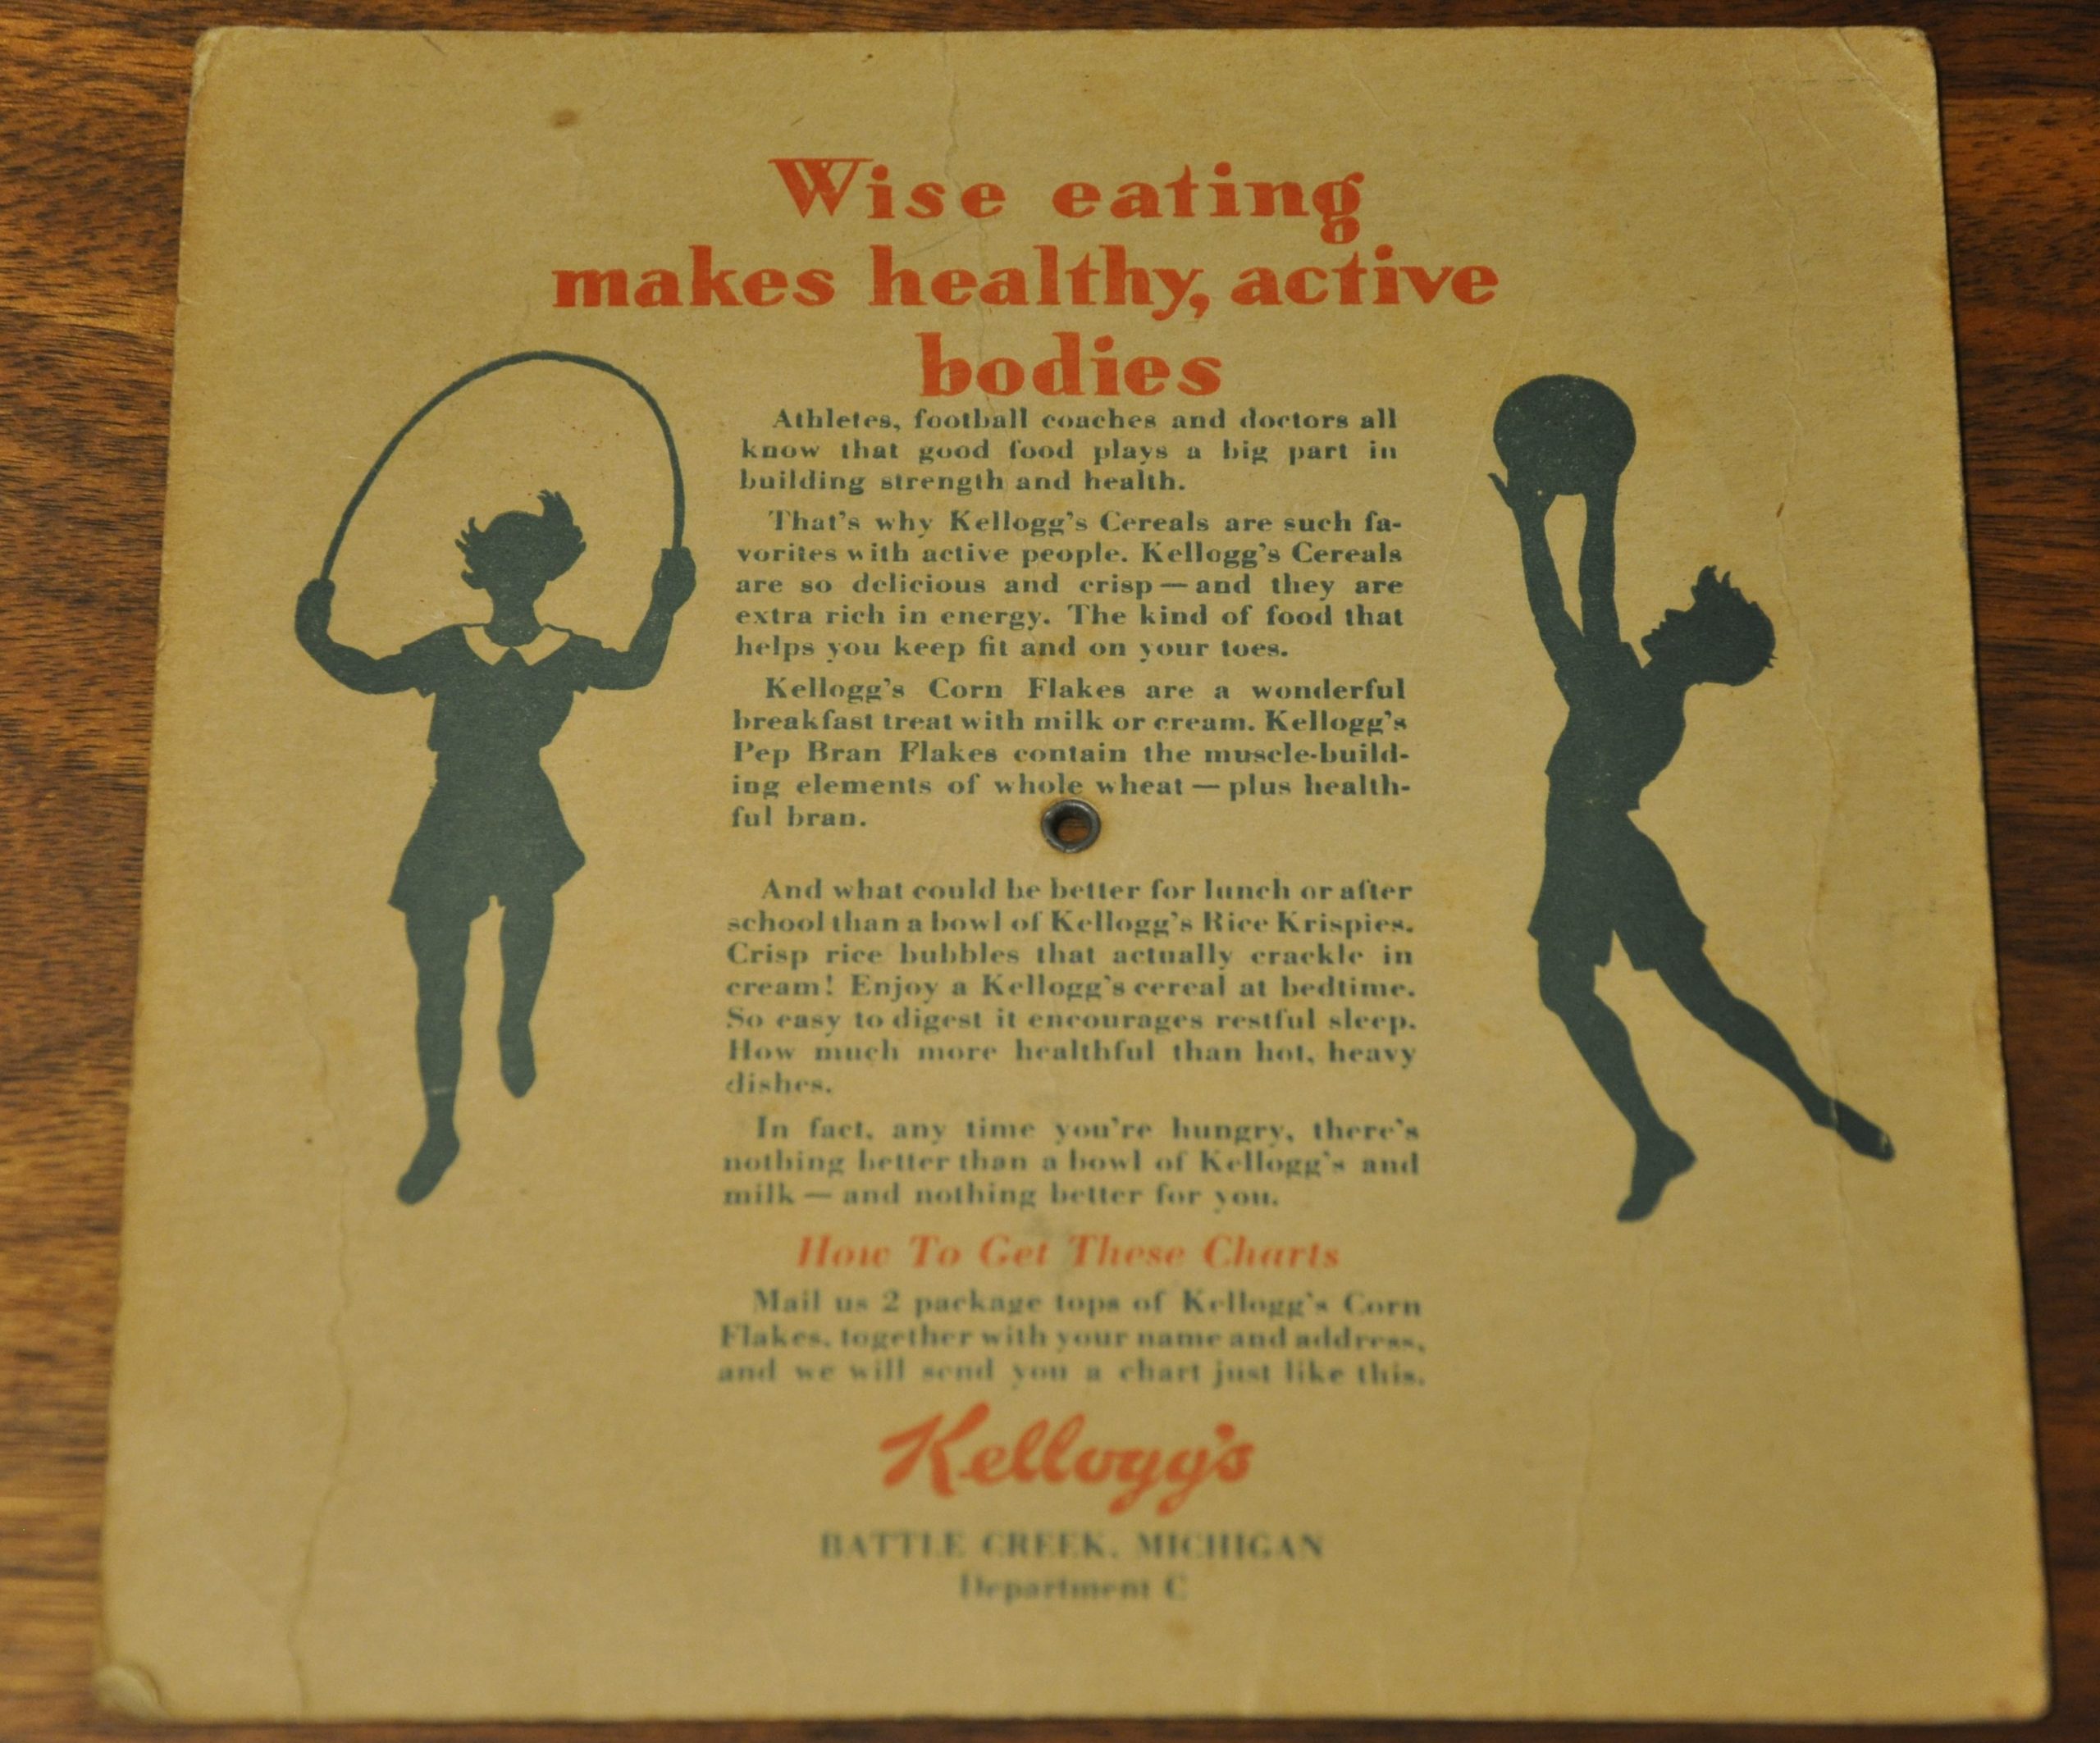 Wise eating
makes healthy, active
bodies
Athletes, football coaches and doctors all
know that good food plays a big part in
building strength and health.
That's why Kellogg's Cereals are such fa-
vorites with active people. Kellogg's Cereals
are so delicious and crisp — and they are
extra rich in energy. The kind of food that
helps you keep fit and on your toes.
Kellogg's Corn Flakes are a wonderful
breakfast treat with milk or cream. Kellogg's
Pep Bran Flakes contain the muscle-build-
ing elements of whole wheat — plus health-
ful bran.
And what could be better for lunch or after
school than a bowl of Kellogg's Rice Krispies.
Crisp rice bubbles that actually crackle in
cream! Enjoy a Kellogg's cereal at bedtime.
So easy to digest it encourages restful sleep.
How much more healthful than hot, heavy
dishes.
In fact, any time you're hungry, there's
nothing better than a bowl of Kellogg's and
milk — and nothing better for you.
How To Get These Charts
Mail us 2 package tops of Kellogg's Corn
Flakes, together with your name and address,
and we will send you a chart just like this.
Kellogg's
BATTLE CREEK, MICHIGAN
Department C